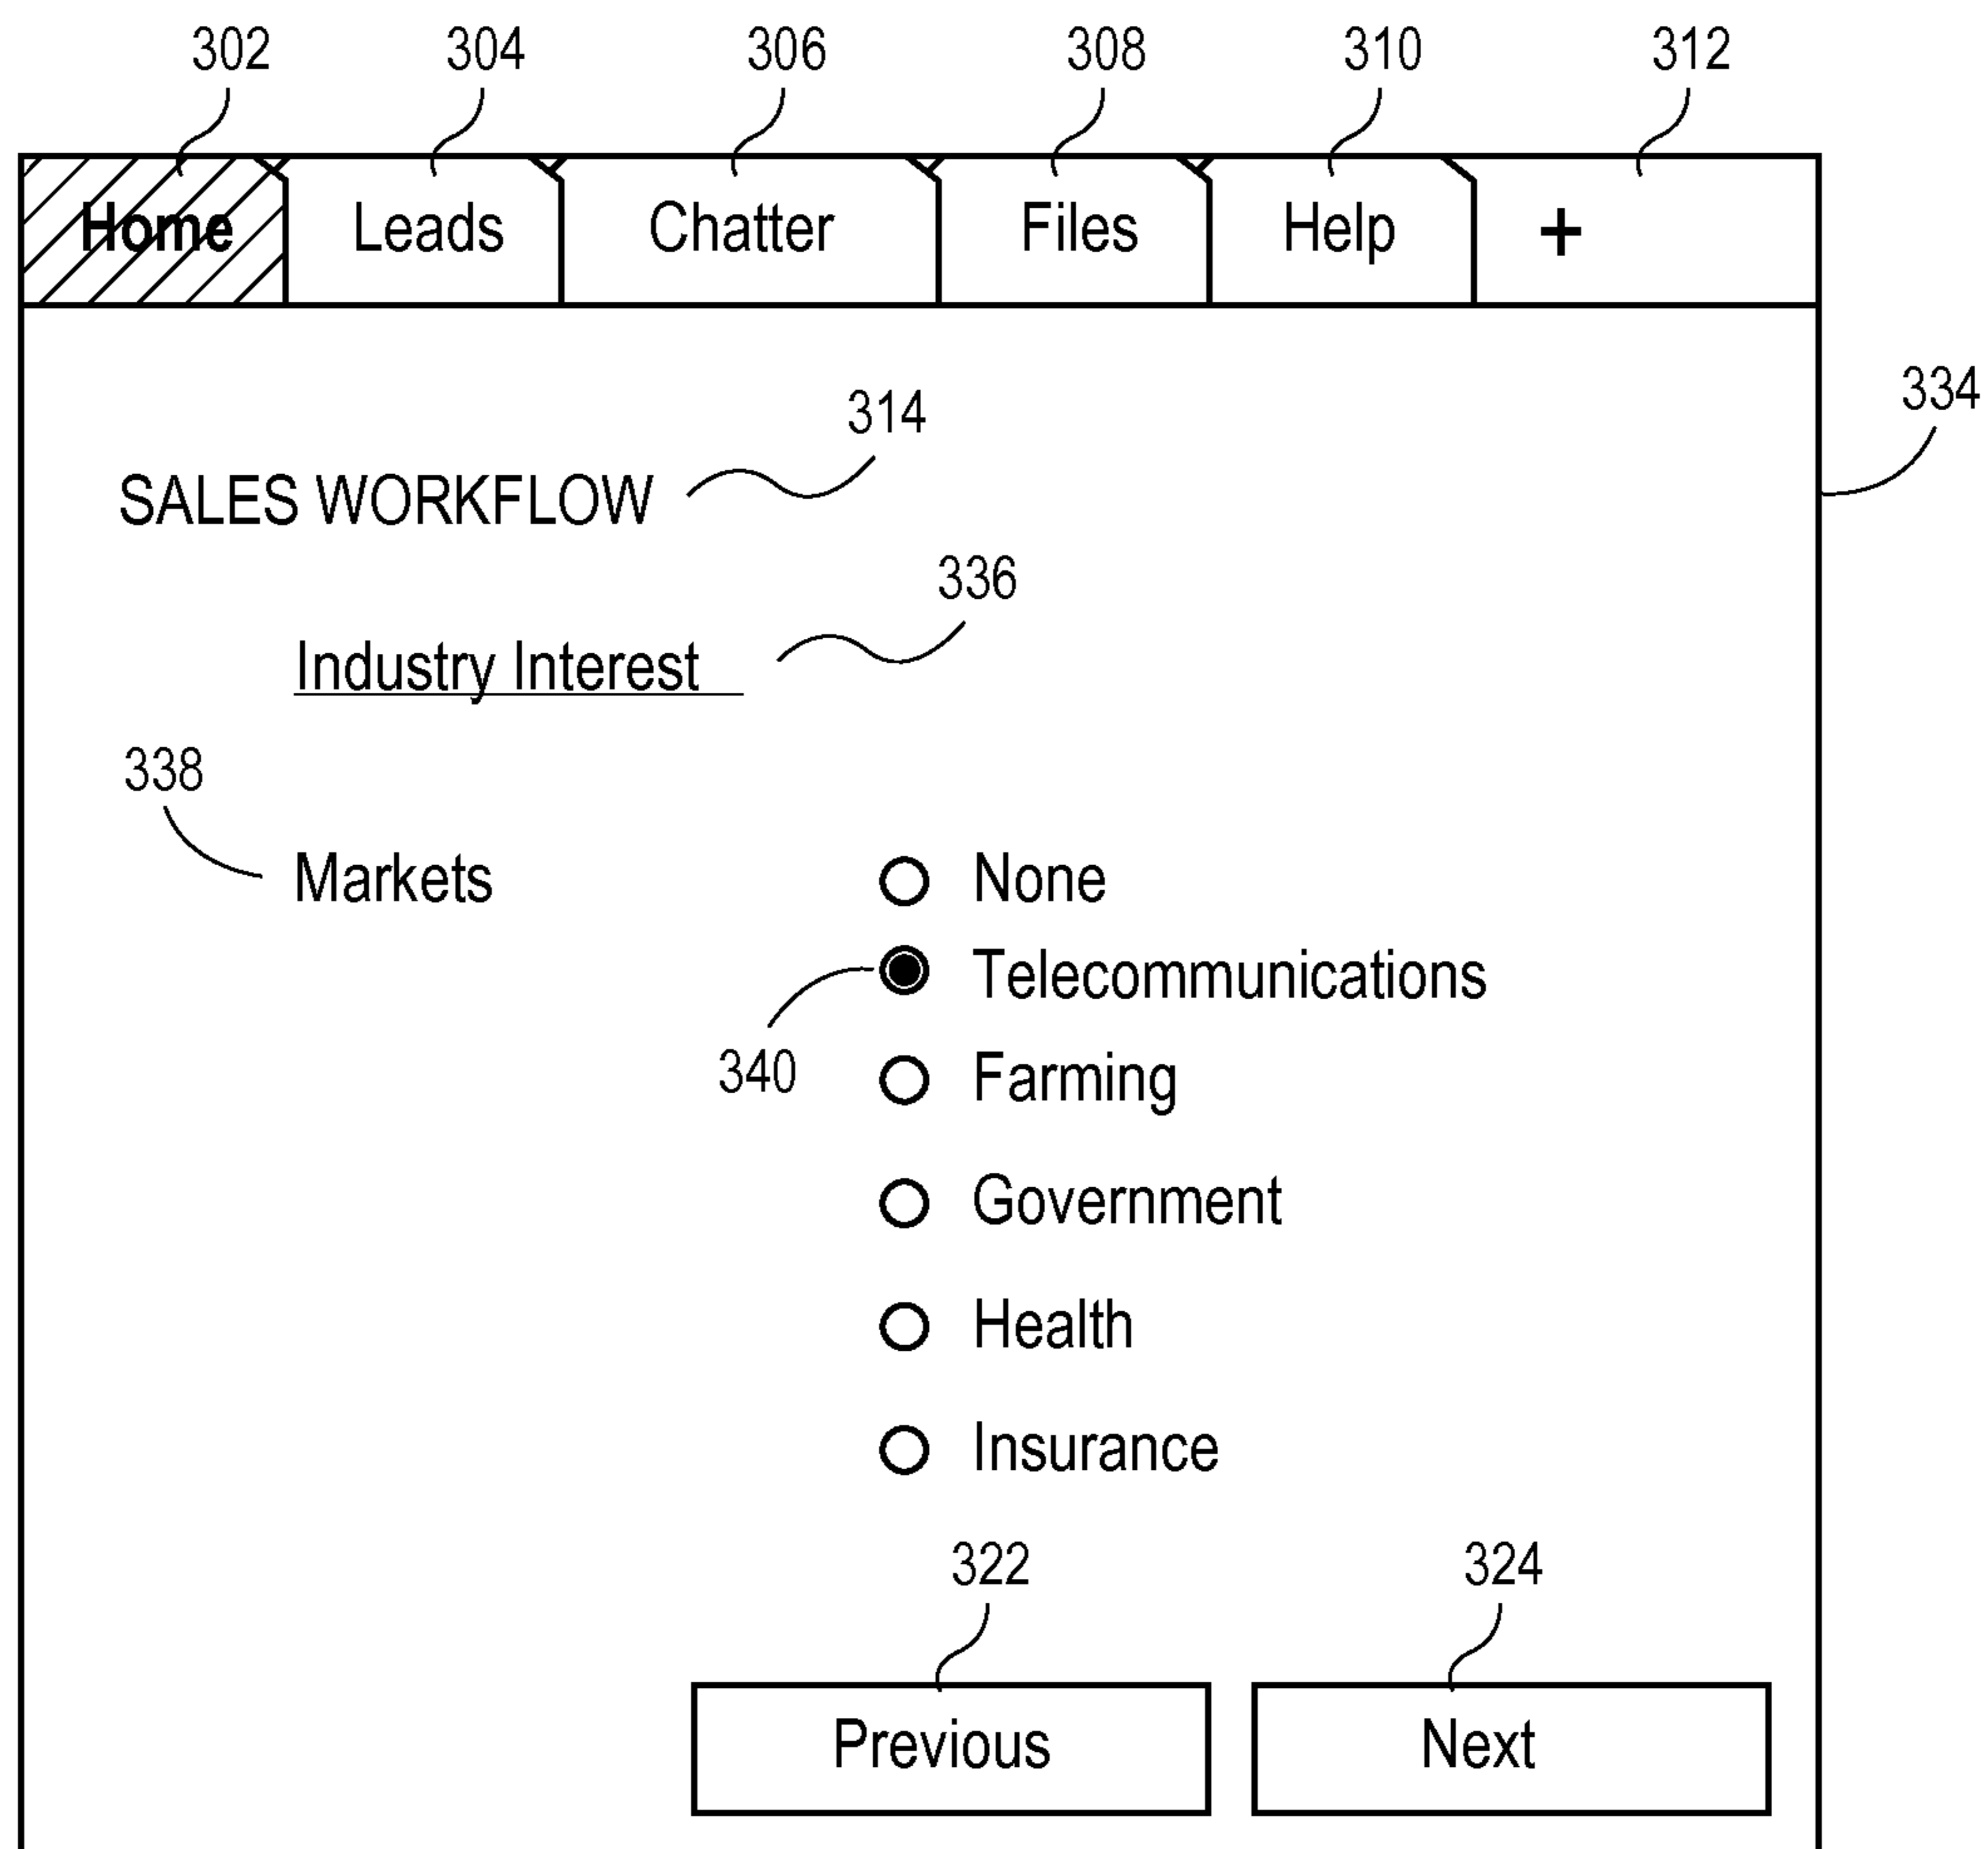 302 304 306 308 310 312
Home Leads Chatter Files Help +
334
314
SALES WORKFLOW
336
Industry Interest
338
Markets None
Telecommunications
340 Farming
Government
Health
Insurance
322 324
Previous Next